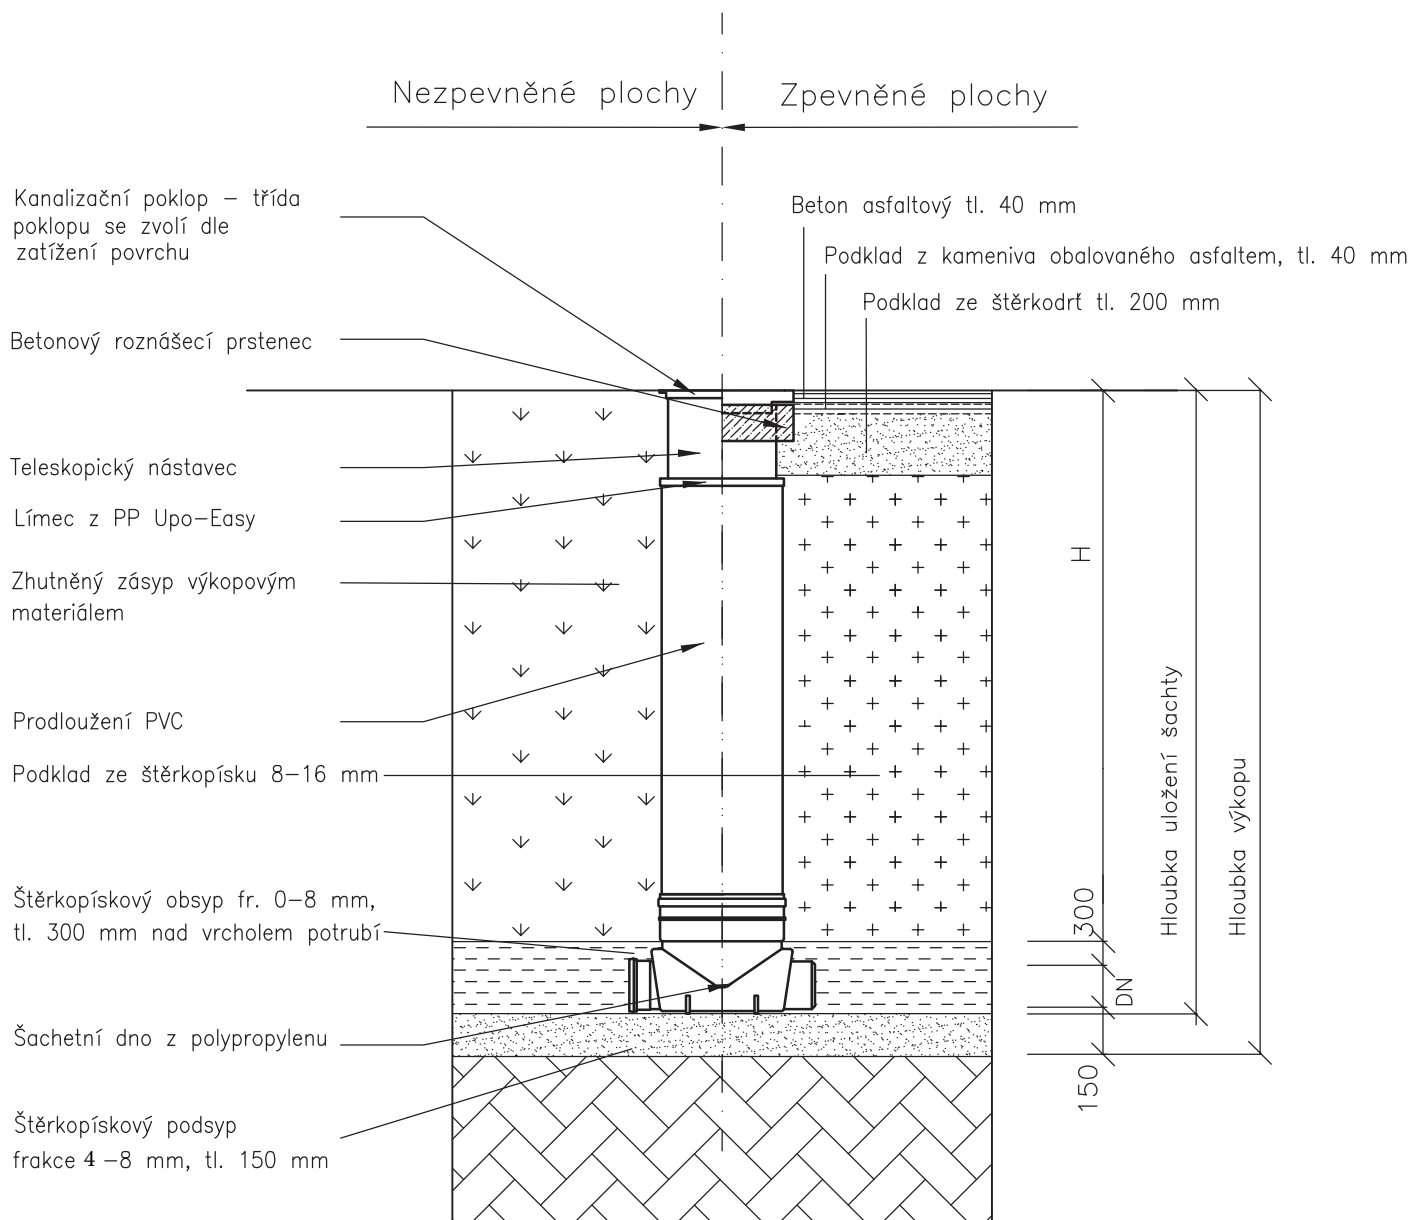 Nezpevněné plochy
Zpevněné plochy
Kanalizační poklop – třída
poklopu se zvolí dle
zatížení povrchu
Betonový roznášecí prstenec
Teleskopický nástavec
Límec z PP Upo–Easy
Zhutněný zásyp výkopovým
materiálem
Prodloužení PVC
Podklad ze štěrkopísku 8–16 mm
Štěrkopískový obsyp fr. 0–8 mm,
tl. 300 mm nad vrcholem potrubí
Šachetní dno z polypropylenu
Štěrkopískový podsyp
frakce 4 –8 mm, tl. 150 mm
Beton asfaltový tl. 40 mm
Podklad z kameniva obalovaného asfaltem, tl. 40 mm
Podklad ze štěrkodrť tl. 200 mm
H
300
DN
150
Hloubka uložení šachty
Hloubka výkopu